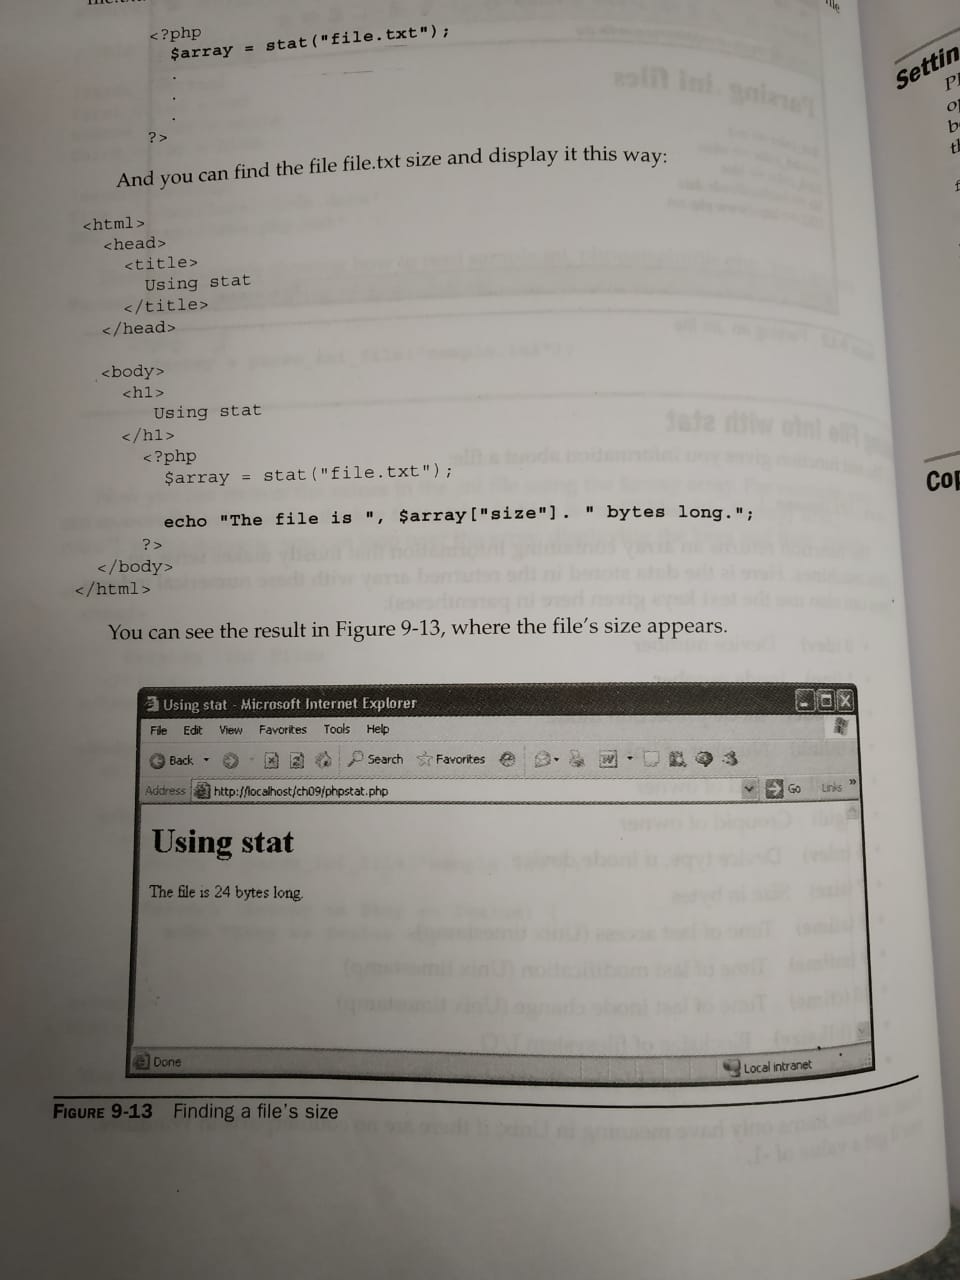 <?php
$array = stat("file.txt");
.
.
.
?>
And you can find the file file.txt size and display it this way:
<html>
<head>
<title>
Using stat
</title>
</head>
<body>
<h1>
Using stat
</h1>
<?php
$array = stat("file.txt");
echo "The file is ", $array["size"]. " bytes long.";
?>
</body>
</html>
You can see the result in Figure 9-13, where the file's size appears.
Using stat - Microsoft Internet Explorer
File Edit View Favorites Tools Help
Back Search Favorites
Address http://localhost/ch09/phpstat.php Go Links »
Using stat
The file is 24 bytes long.
Done Local intranet
FIGURE 9-13 Finding a file's size